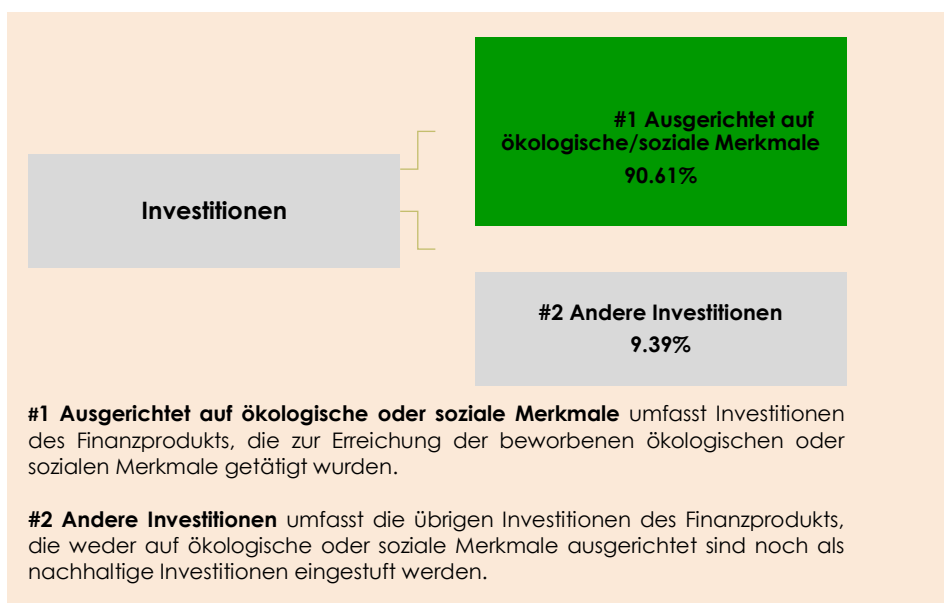 #1 Ausgerichtet auf
ökologische/soziale Merkmale
90.61%
Investitionen
#2 Andere Investitionen
9.39%
#1 Ausgerichtet auf ökologische oder soziale Merkmale umfasst Investitionen
des Finanzprodukts, die zur Erreichung der beworbenen ökologischen oder
sozialen Merkmale getätigt wurden.
#2 Andere Investitionen umfasst die übrigen Investitionen des Finanzprodukts,
die weder auf ökologische oder soziale Merkmale ausgerichtet sind noch als
nachhaltige Investitionen eingestuft werden.